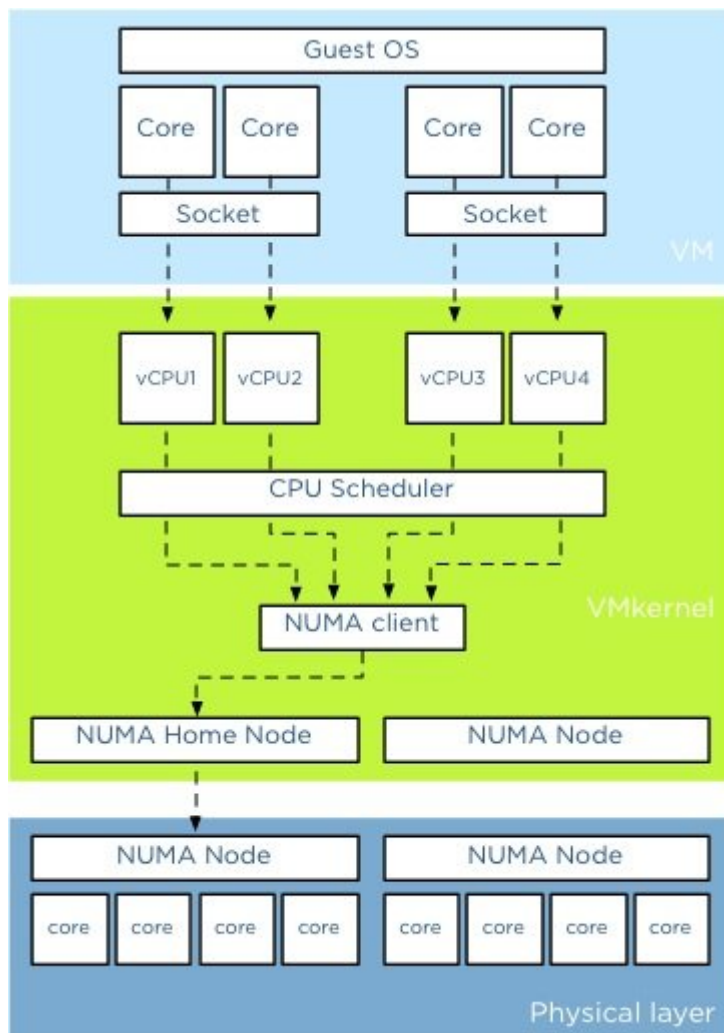 Guest OS
Core Core Core Core
Socket Socket
VM
vCPU1 vCPU2 vCPU3 vCPU4
CPU Scheduler
VMkernel
NUMA client
NUMA Home Node NUMA Node
NUMA Node NUMA Node
core core core core core core core core
Physical layer